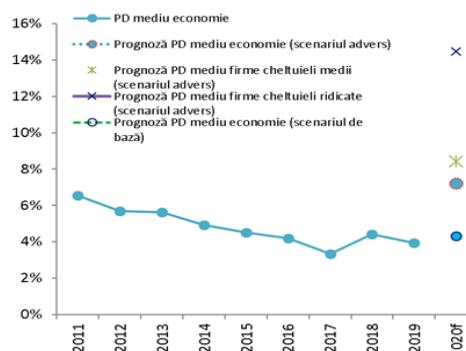 16%
14%
12%
10%
8%
6%
4%
2%
0%
PD mediu economie
Prognoză PD mediu economie (scenariul advers)
Prognoză PD mediu firme cheltuieli medii
(scenariul advers)
Prognoză PD mediu firme cheltuieli ridicate
(scenariul advers)
Prognoză PD mediu economie (scenariul de
bază)
2011
2012
2013
2014
2015
2016
2017
2018
2019
020f